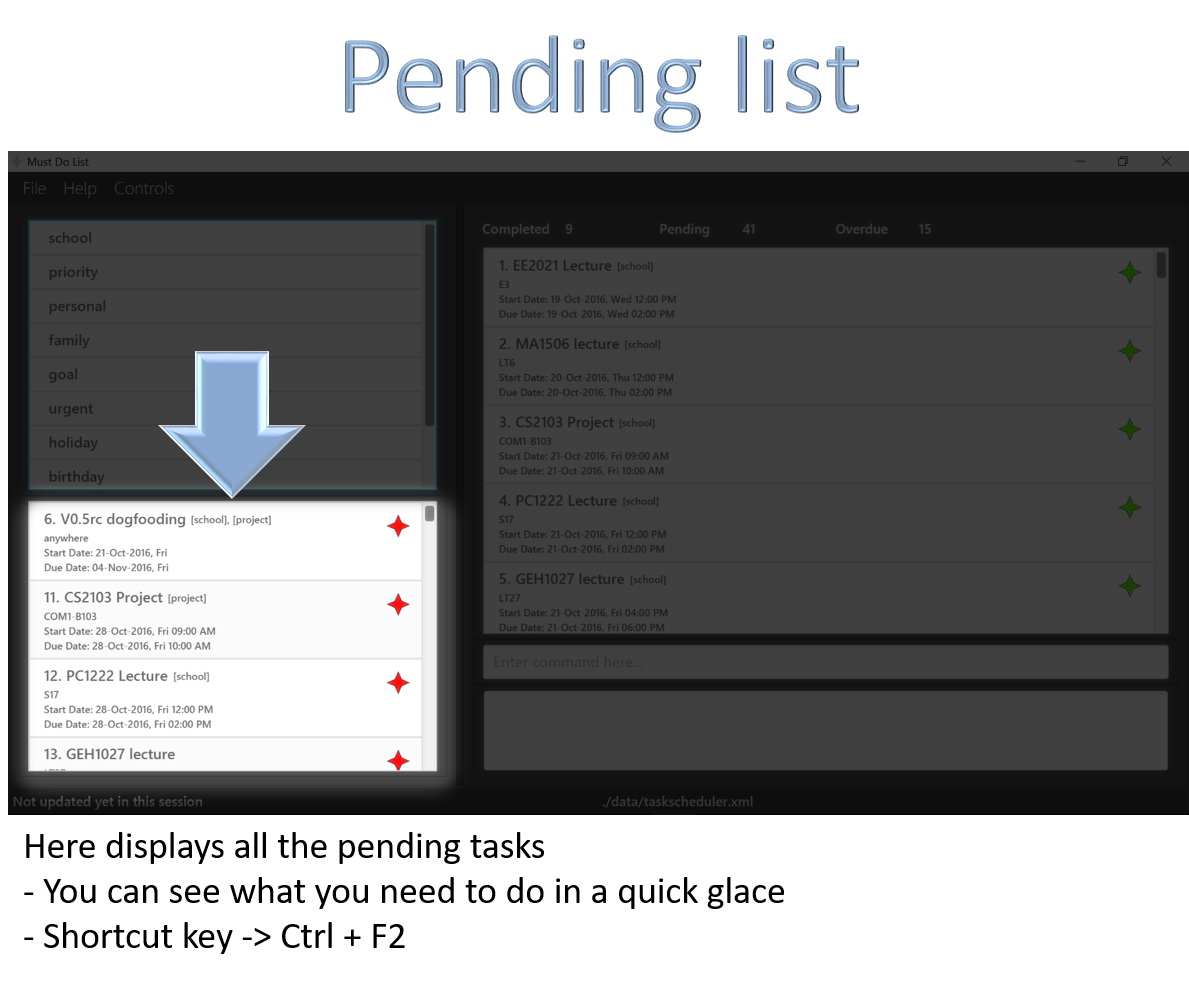 Pending list
Must Do List
File Help Controls
school
priority
personal
family
goal
urgent
holiday
birthday
6. V0.5rc dogfooding [school], [project]
anywhere
Start Date: 21-Oct-2016, Fri
Due Date: 04-Nov-2016, Fri
11. CS2103 Project [project]
COM1-B103
Start Date: 28-Oct-2016, Fri 09:00 AM
Due Date: 28-Oct-2016, Fri 10:00 AM
12. PC1222 Lecture [school]
S17
Start Date: 28-Oct-2016, Fri 12:00 PM
Due Date: 28-Oct-2016, Fri 02:00 PM
13. GEH1027 lecture
Completed 9 Pending 41 Overdue 15
1. EE2021 Lecture [school]
E3
Start Date: 19-Oct-2016, Wed 12:00 PM
Due Date: 19-Oct-2016, Wed 02:00 PM
2. MA1506 lecture [school]
LT6
Start Date: 20-Oct-2016, Thu 12:00 PM
Due Date: 20-Oct-2016, Thu 02:00 PM
3. CS2103 Project [school]
COM1-B103
Start Date: 21-Oct-2016, Fri 09:00 AM
Due Date: 21-Oct-2016, Fri 10:00 AM
4. PC1222 Lecture [school]
S17
Start Date: 21-Oct-2016, Fri 12:00 PM
Due Date: 21-Oct-2016, Fri 02:00 PM
5. GEH1027 lecture [school]
LT27
Start Date: 21-Oct-2016, Fri 04:00 PM
Due Date: 21-Oct-2016, Fri 06:00 PM
Enter command here...
Not updated yet in this session
./data/taskscheduler.xml
Here displays all the pending tasks
- You can see what you need to do in a quick glace
- Shortcut key -> Ctrl + F2